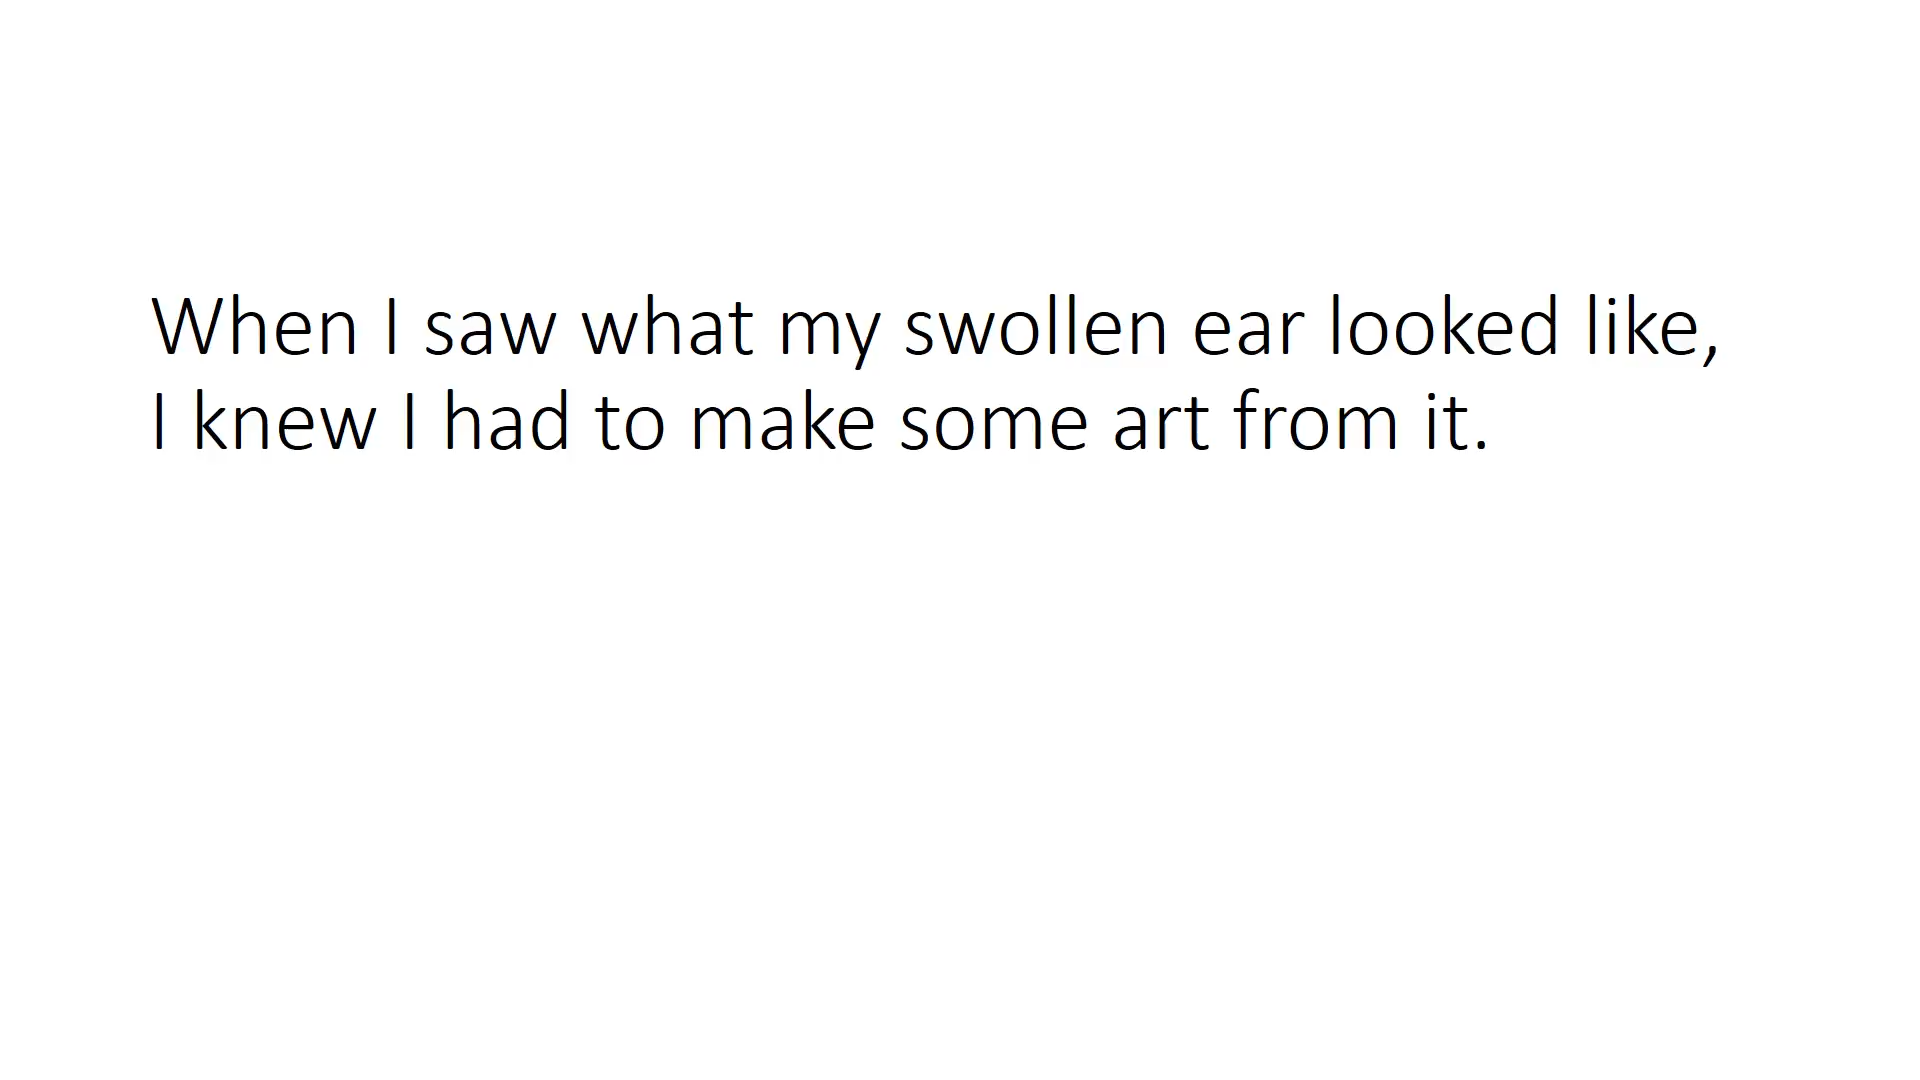 When I saw what my swollen ear looked like,
I knew I had to make some art from it.